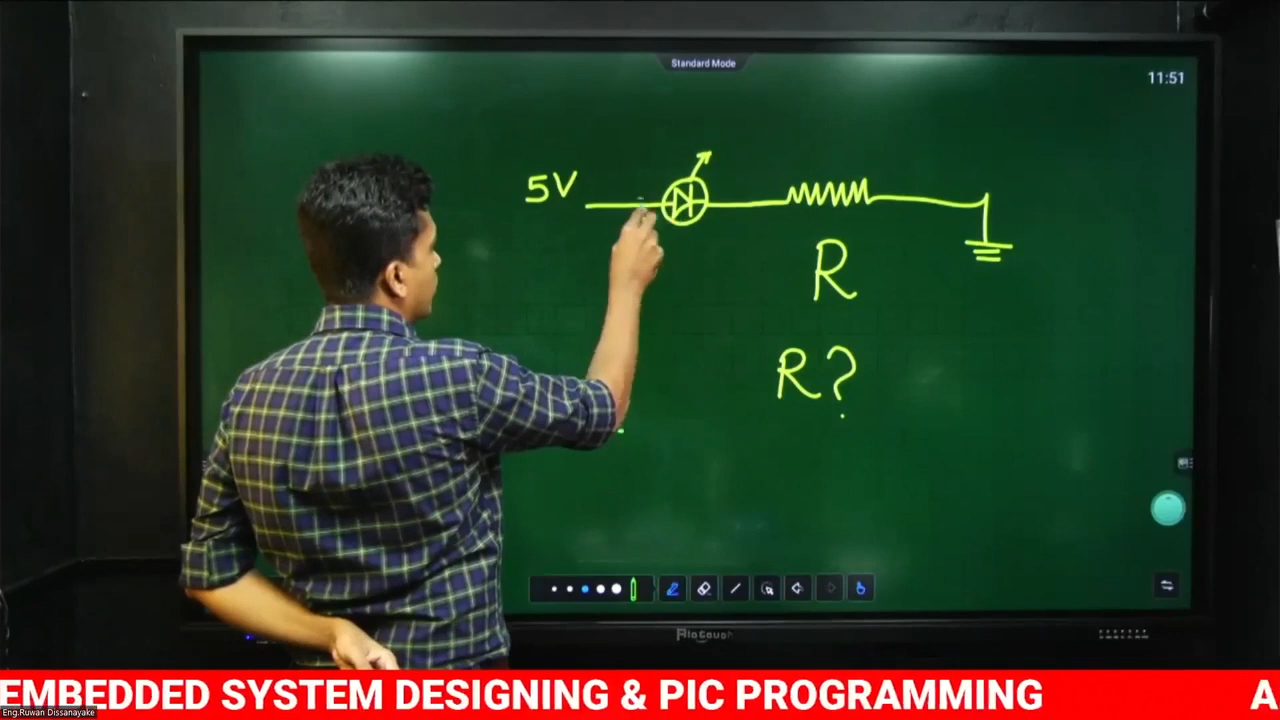 Standard Mode
11:51
5V
R
R?
EMBEDDED SYSTEM DESIGNING & PIC PROGRAMMING A
Eng.Ruwan Dissanayake